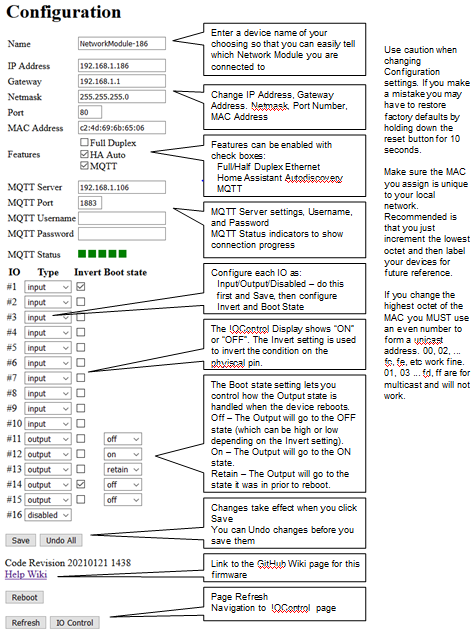 Configuration
Name NetworkModule-186
IP Address 192.168.1.186
Gateway 192.168.1.1
Netmask 255.255.255.0
Port 80
MAC Address c2:4d:69:6b:65:06
Features Full Duplex
HA Auto
MQTT
MQTT Server 192.168.1.106
MQTT Port 1883
MQTT Username
MQTT Password
MQTT Status
IO Type Invert Boot state
#1 input
#2 input
#3 input
#4 input
#5 input
#6 input
#7 input
#8 input
#9 input
#10 input
#11 output off
#12 output on
#13 output retain
#14 output off
#15 output off
#16 disabled
Save Undo All
Code Revision 20210121 1438
Help Wiki
Reboot
Refresh IO Control
Enter a device name of your
choosing so that you can easily tell
which Network Module you are
connected to
Change IP Address, Gateway
Address. Netmask, Port Number,
MAC Address
Features can be enabled with
check boxes:
Full/Half Duplex Ethernet
Home Assistant Autodiscovery
MQTT
MQTT Server settings, Username,
and Password
MQTT Status indicators to show
connection progress
Configure each IO as:
Input/Output/Disabled – do this
first and Save, then configure
Invert and Boot State
The IOControl Display shows “ON”
or “OFF”. The Invert setting is used
to invert the condition on the
phyiscal pin.
The Boot state setting lets you
control how the Output state is
handled when the device reboots.
Off – The Output will go to the OFF
state (which can be high or low
depending on the Invert setting).
On – The Output will go to the ON
state.
Retain – The Output will go to the
state it was in prior to reboot.
Changes take effect when you click
Save
You can Undo changes before you
save them
Link to the GitHub Wiki page for this
firmware
Page Refresh
Navigation to IOControl page
Use caution when
changing
Configuration
settings. If you make
a mistake you may
have to restore
factory defaults by
holding down the
reset button for 10
seconds.
Make sure the MAC
you assign is unique
to your local
network.
Recommended is
that you just
increment the lowest
octet and then label
your devices for
future reference.
If you change the
highest octet of the
MAC you MUST use
an even number to
form a unicast
address. 00, 02, ...
fc, fe, etc work fine.
01, 03 ... fd, ff are for
multicast and will not
work.